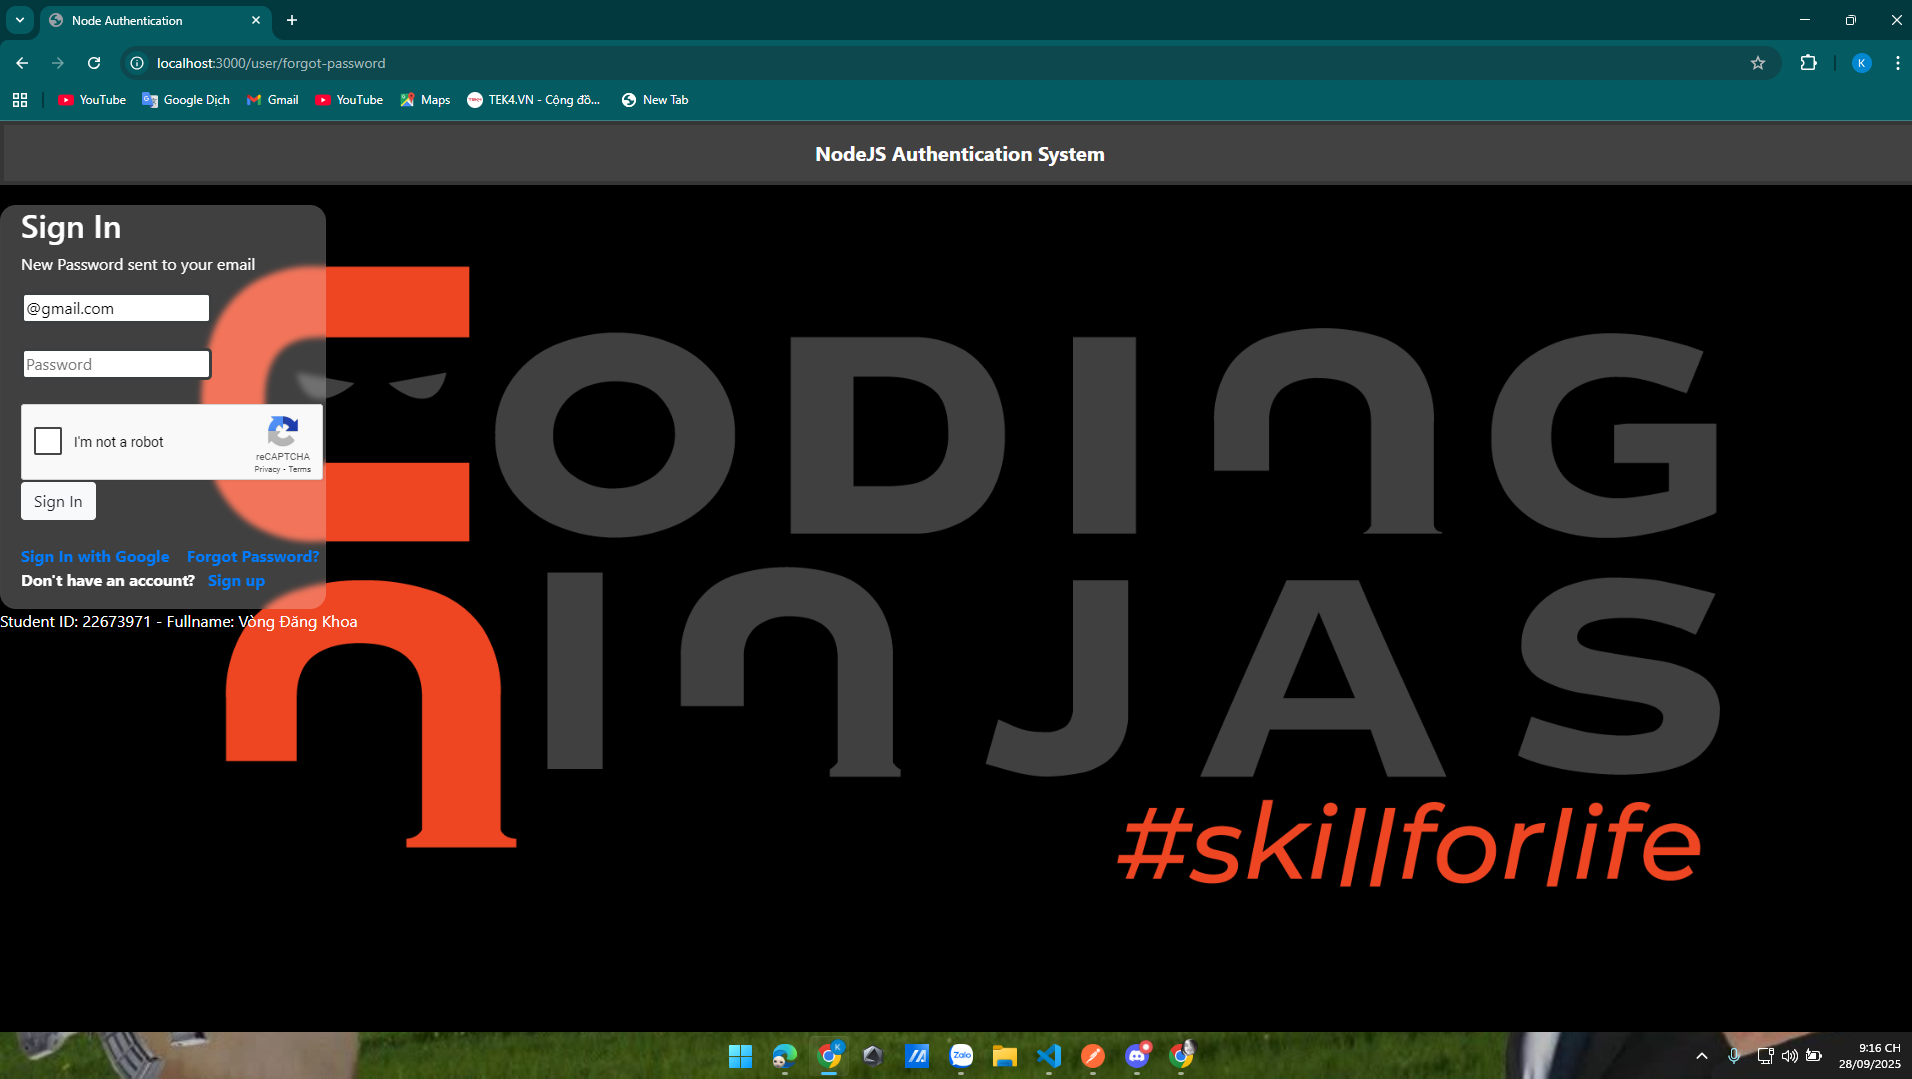 Node Authentication
localhost:3000/user/forgot-password
K
YouTube
Google Dịch
Gmail
YouTube
Maps
TEK4.VN - Cộng đồ...
New Tab
NodeJS Authentication System
Sign In
New Password sent to your email
@gmail.com
Password
I'm not a robot
reCAPTCHA
Privacy - Terms
Sign In
Sign In with Google Forgot Password?
Don't have an account? Sign up
Student ID: 22673971 - Fullname: Vòng Đăng Khoa
CODING
NINJAS
#skillforlife
K
Zalo
9:16 CH
28/09/2025